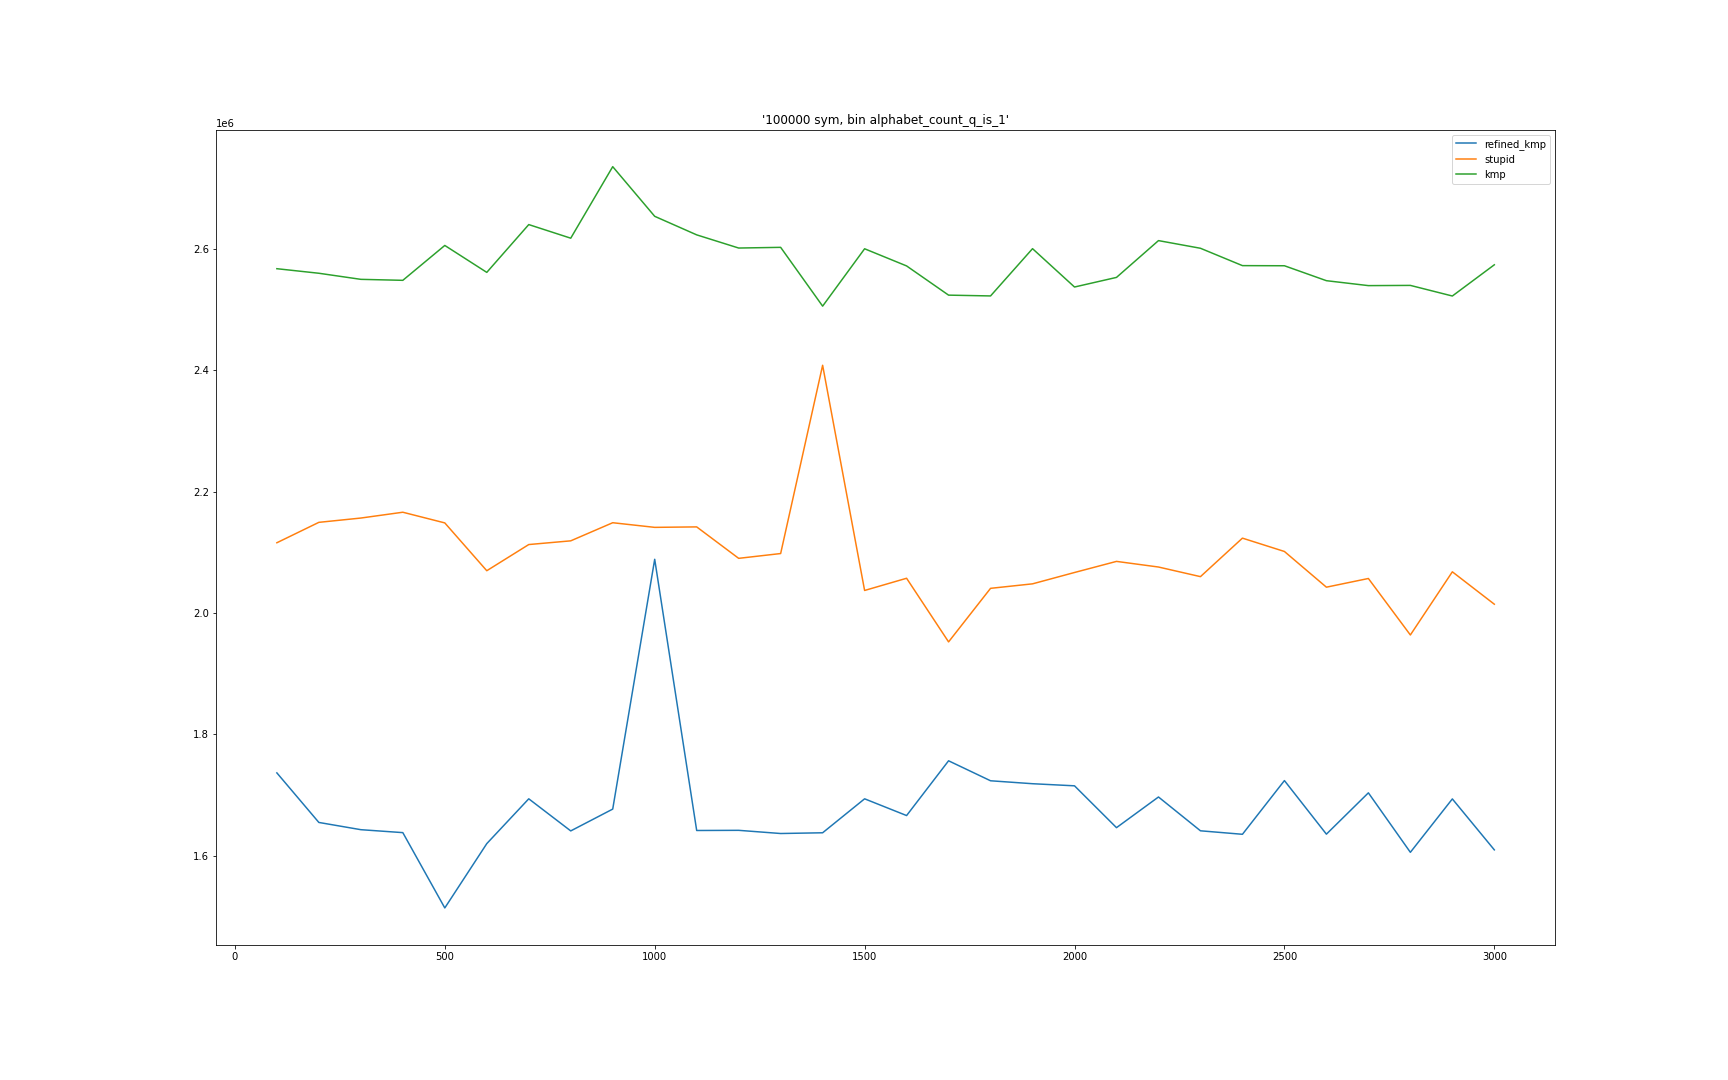 '100000 sym, bin alphabet_count_q_is_1'
1e6
refined_kmp
stupid
kmp
2.6
2.4
2.2
2.0
1.8
1.6
0 500 1000 1500 2000 2500 3000